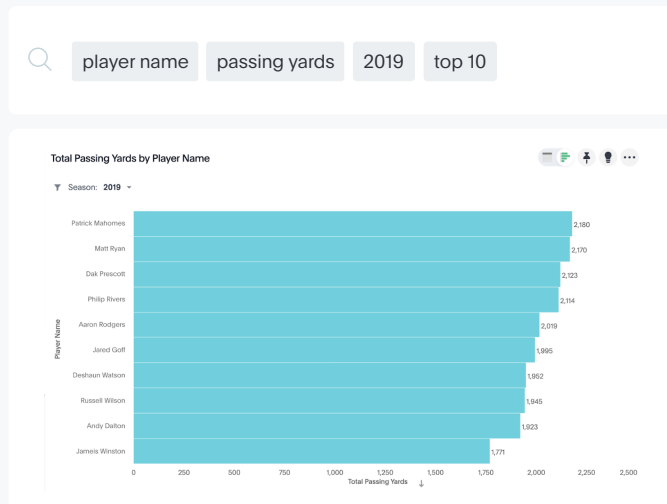 player name passing yards 2019 top 10
Total Passing Yards by Player Name
Season: 2019
Player Name
Patrick Mahomes 2,180
Matt Ryan 2,170
Dak Prescott 2,123
Philip Rivers 2,114
Aaron Rodgers 2,019
Jared Goff 1,995
Deshaun Watson 1,952
Russell Wilson 1,945
Andy Dalton 1,923
Jameis Winston 1,771
0 250 500 750 1,000 1,250 1,500 1,750 2,000 2,250 2,500
Total Passing Yards ↓